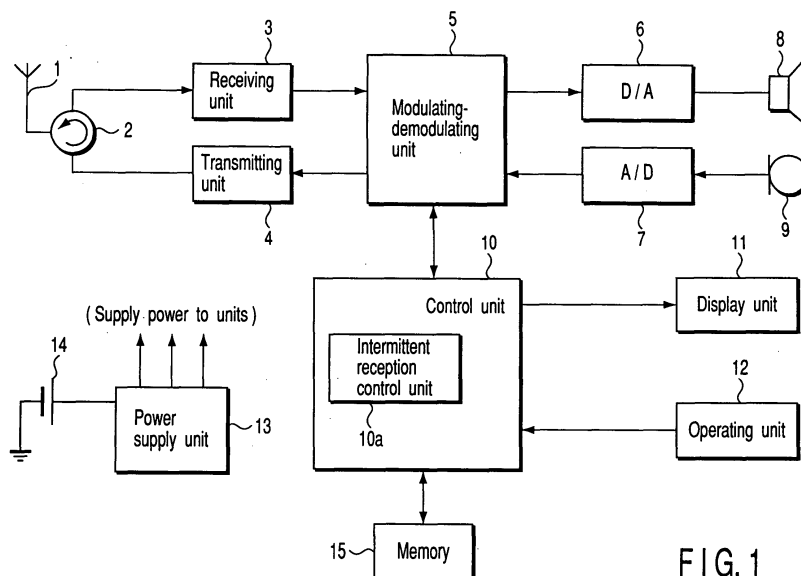 3
5
6
8
1
Receiving
unit
Modulating-
demodulating
unit
D/A
2
Transmitting
unit
A/D
4
7
9
10
11
Control unit
Display unit
(Supply power to units)
14
Intermittent
reception
control unit
12
Power
supply unit
13
10a
Operating unit
15
Memory
FIG. 1